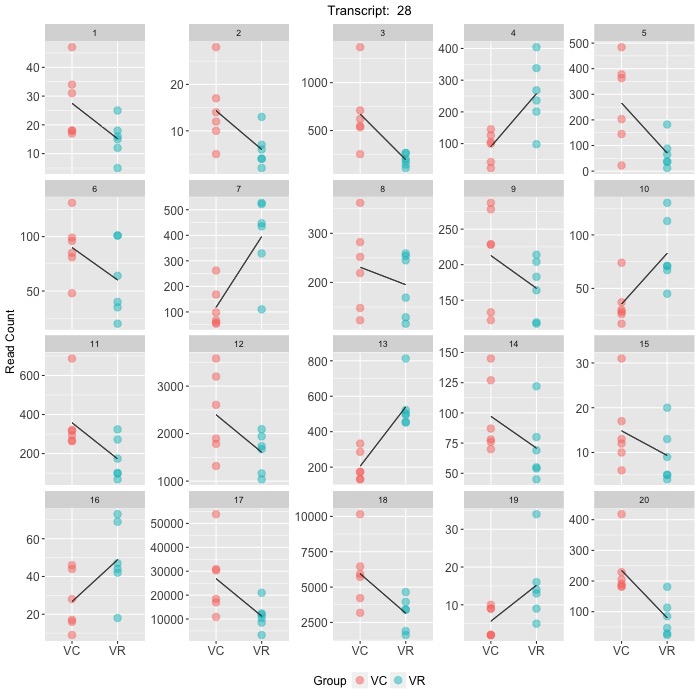 Transcript: 28
1 2 3 4 5
40 30 20 10
20 10
1000 500
400 300 200 100
500 400 300 200 100 0
6 7 8 9 10
100 50
500 400 300 200 100
300 200
250 200 150
100 50
Read Count
11 12 13 14 15
600 400 200
3000 2000 1000
800 600 400 200
150 125 100 75 50
30 20 10
16 17 18 19 20
60 40 20
50000 40000 30000 20000 10000
10000 7500 5000 2500
30 20 10
400 300 200 100
VC VR VC VR VC VR VC VR VC VR
Group VC VR